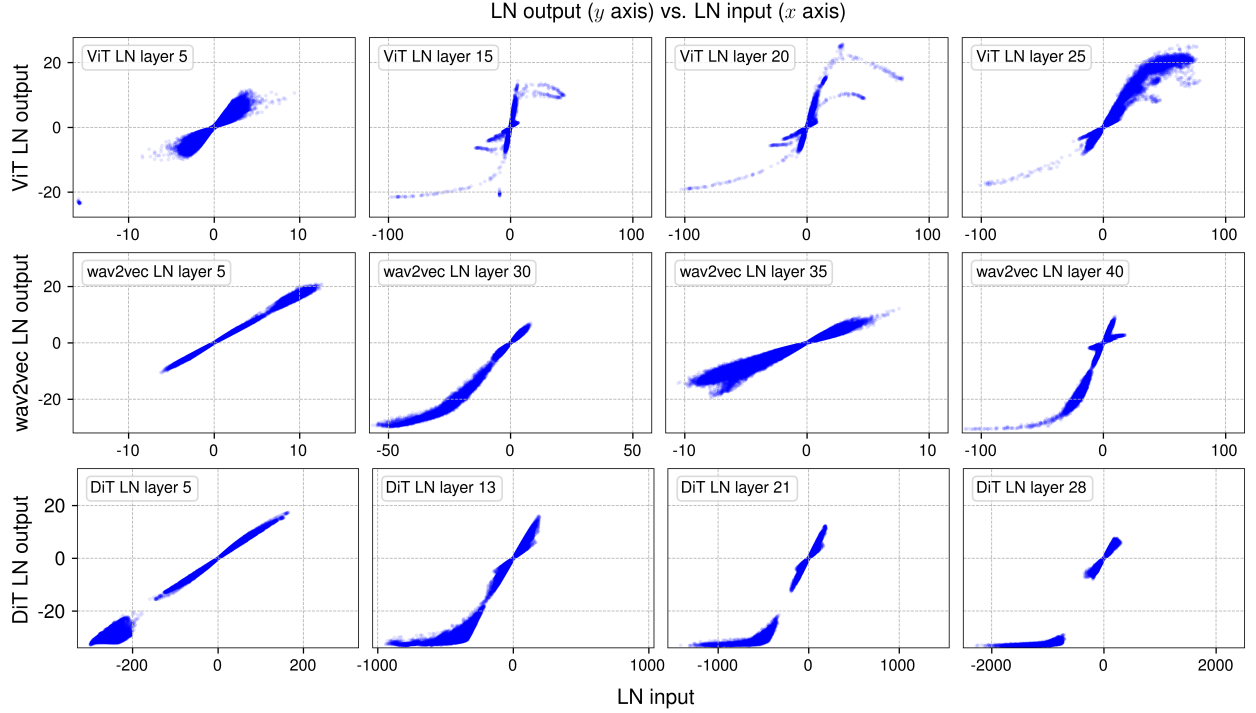 LN output (y axis) vs. LN input (x axis)
ViT LN layer 5
ViT LN layer 15
ViT LN layer 20
ViT LN layer 25
ViT LN output
20
0
-20
-10 0 10
-100 0 100
-100 0 100
-100 0 100
wav2vec LN layer 5
wav2vec LN layer 30
wav2vec LN layer 35
wav2vec LN layer 40
wav2vec LN output
20
0
-20
-10 0 10
-50 0 50
-10 0 10
-100 0 100
DiT LN layer 5
DiT LN layer 13
DiT LN layer 21
DiT LN layer 28
DiT LN output
20
0
-20
-200 0 200
-1000 0 1000
-1000 0 1000
-2000 0 2000
LN input